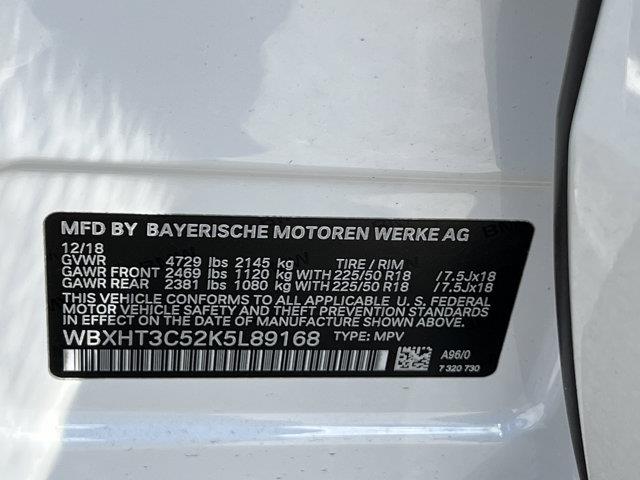 MFD BY BAYERISCHE MOTOREN WERKE AG
12/18
GVWR 4729 lbs 2145 kg TIRE / RIM
GAWR FRONT 2469 lbs 1120 kg WITH 225/50 R18 /7.5Jx18
GAWR REAR 2381 lbs 1080 kg WITH 225/50 R18 /7.5Jx18
THIS VEHICLE CONFORMS TO ALL APPLICABLE U. S. FEDERAL
MOTOR VEHICLE SAFETY AND THEFT PREVENTION STANDARDS
IN EFFECT ON THE DATE OF MANUFACTURE SHOWN ABOVE.
WBXHT3C52K5L89168 TYPE: MPV
A96/0
7 320 730